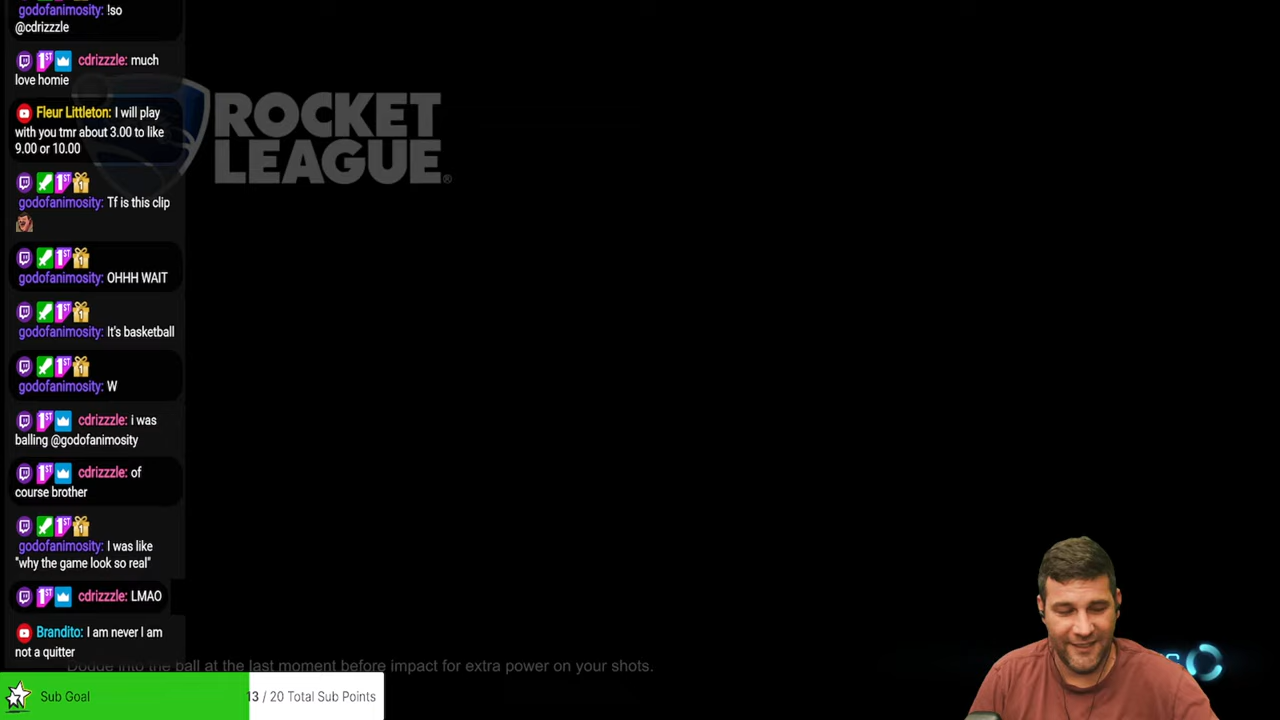 godofanimosity: !so
@cdrizzzle
cdrizzzle: much
love homie
Fleur Littleton: I will play
with you tmr about 3.00 to like
9.00 or 10.00
godofanimosity: Tf is this clip
godofanimosity: OHHH WAIT
godofanimosity: It's basketball
godofanimosity: W
cdrizzzle: i was
balling @godofanimosity
cdrizzzle: of
course brother
godofanimosity: I was like
"why the game look so real"
cdrizzzle: LMAO
Brandito: I am never I am
not a quitter
ROCKET
LEAGUE®
Dodge into the ball at the last moment before impact for extra power on your shots.
Sub Goal
13 / 20 Total Sub Points